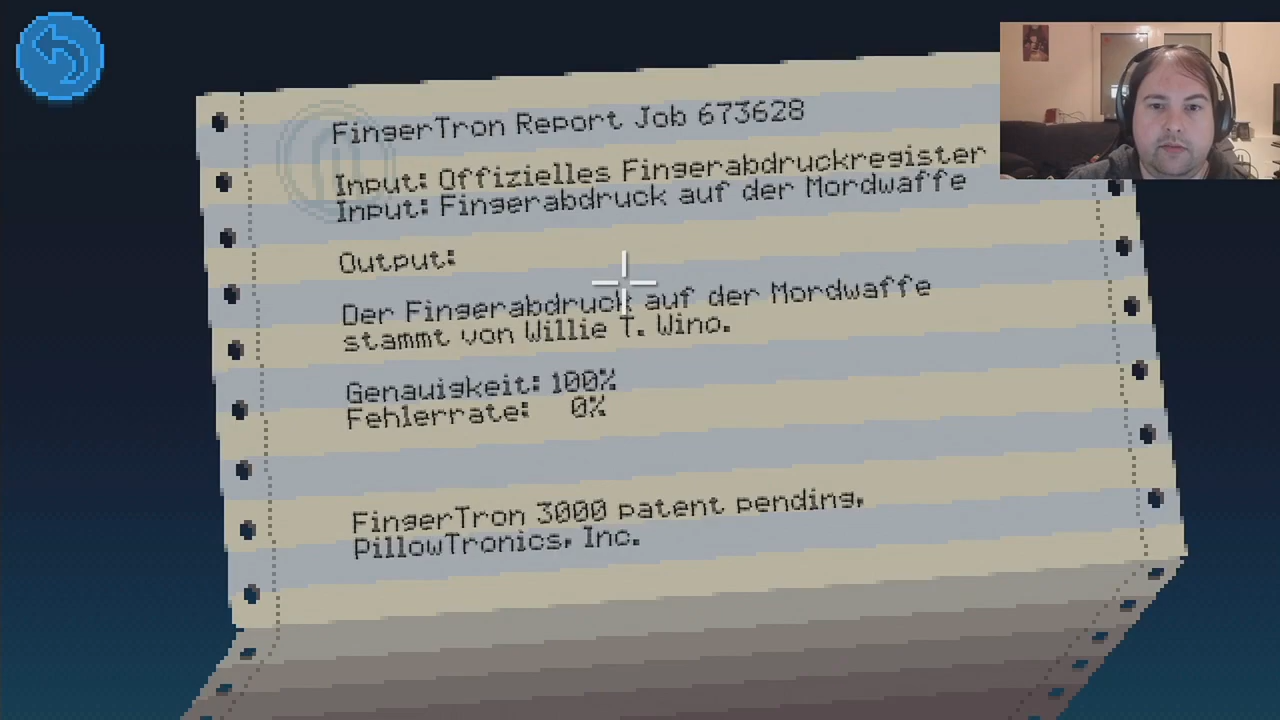 FingerTron Report Job 673628
Input: Offizielles Fingerabdruckregister
Input: Fingerabdruck auf der Mordwaffe
Output:
Der Fingerabdruck auf der Mordwaffe
stammt von Willie T. Wino.
Genauigkeit: 100%
Fehlerrate: 0%
FingerTron 3000 patent pending,
PillowTronics, Inc.